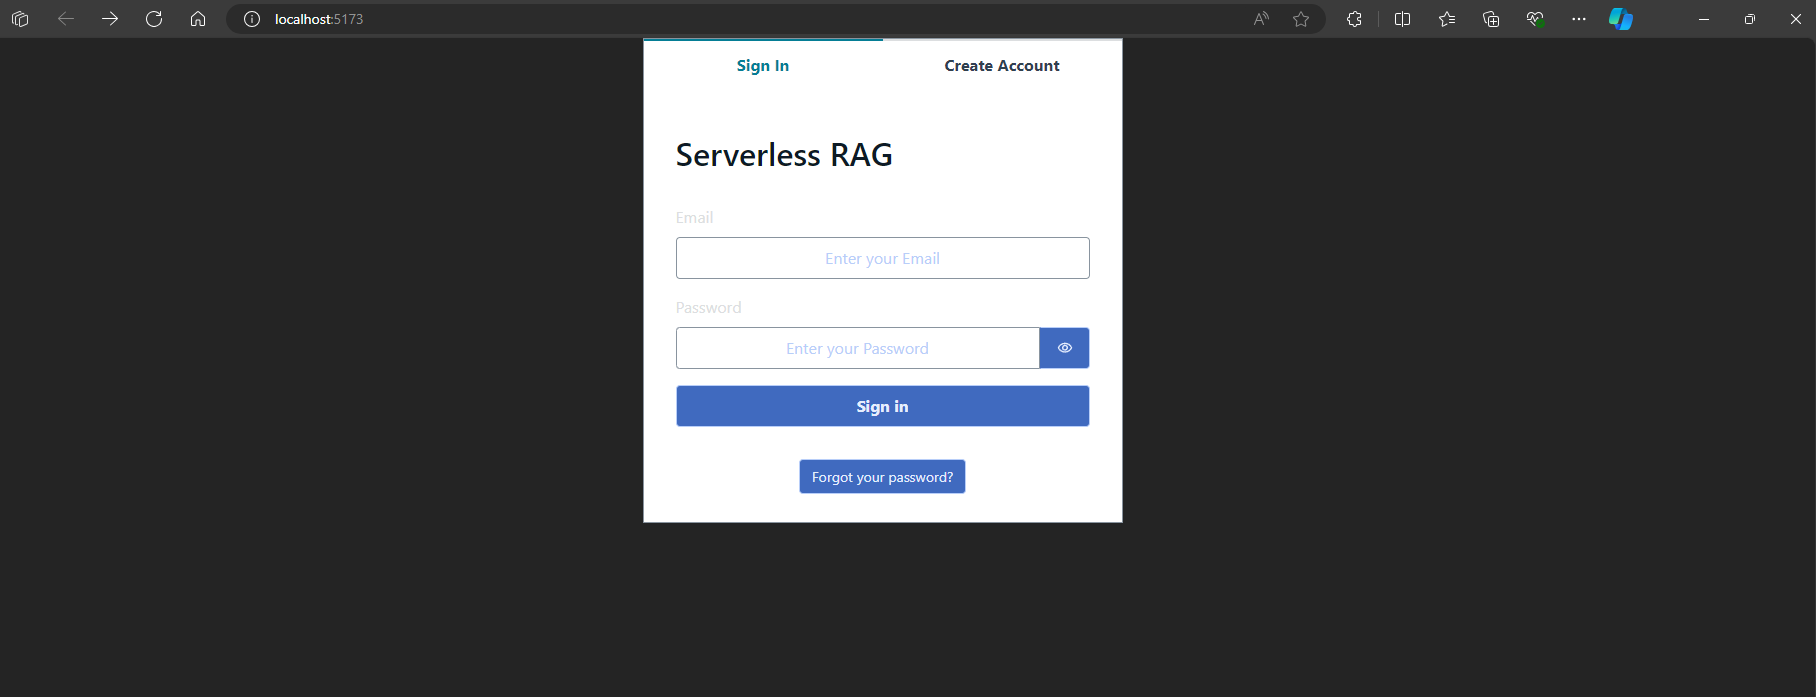 localhost:5173
Sign In
Create Account
Serverless RAG
Email
Enter your Email
Password
Enter your Password
Sign in
Forgot your password?